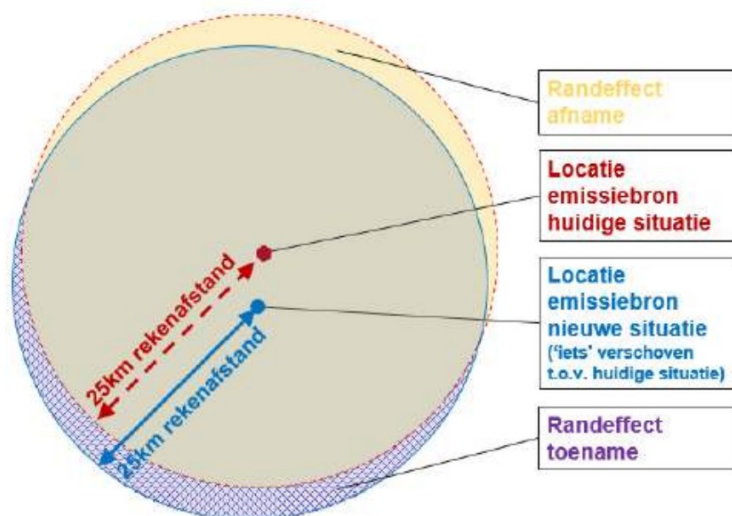 Randeffect
afname
Locatie
emissiebron
huidige situatie
Locatie
emissiebron
nieuwe situatie
('iets' verschoven
t.o.v. huidige situatie)
Randeffect
toename
25km rekenafstand
25km rekenafstand